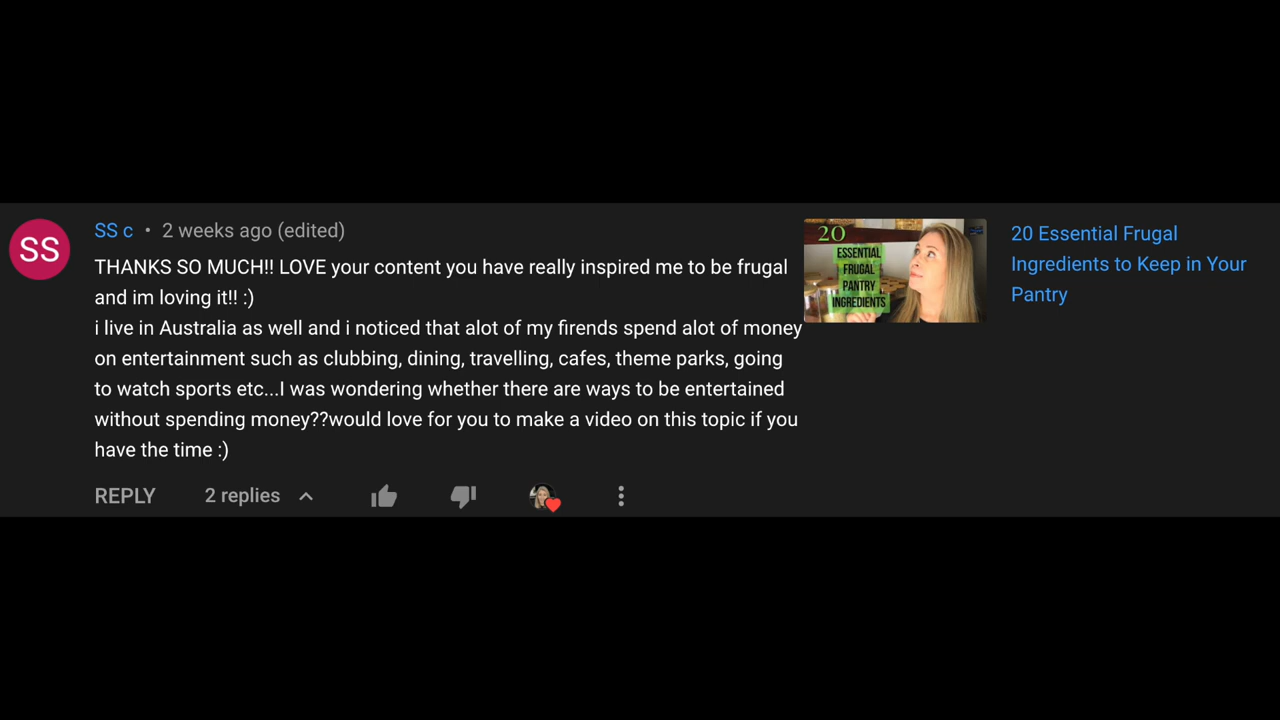 SS
SS c • 2 weeks ago (edited)
THANKS SO MUCH!! LOVE your content you have really inspired me to be frugal
and im loving it!! :)
i live in Australia as well and i noticed that alot of my firends spend alot of money
on entertainment such as clubbing, dining, travelling, cafes, theme parks, going
to watch sports etc...I was wondering whether there are ways to be entertained
without spending money??would love for you to make a video on this topic if you
have the time :)
REPLY 2 replies
20
ESSENTIAL
FRUGAL
PANTRY
INGREDIENTS
20 Essential Frugal
Ingredients to Keep in Your
Pantry